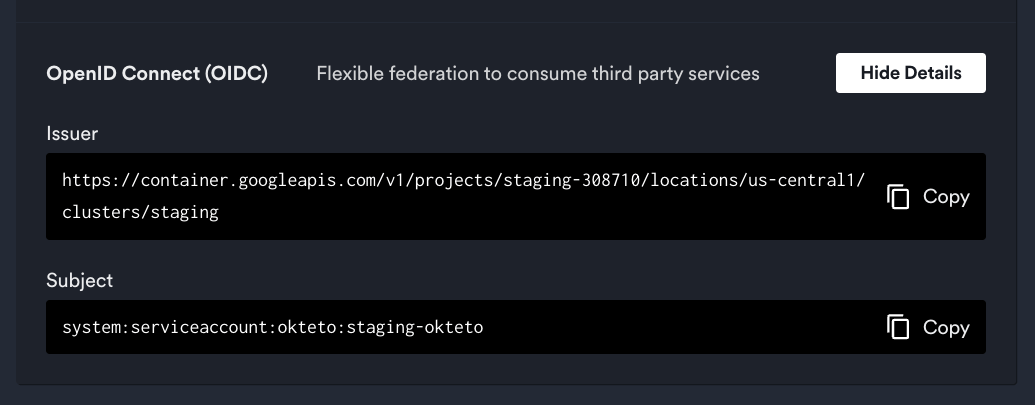 OpenID Connect (OIDC)
Flexible federation to consume third party services
Hide Details
Issuer
https://container.googleapis.com/v1/projects/staging-308710/locations/us-central1/
clusters/staging
Copy
Subject
system:serviceaccount:okteto:staging-okteto
Copy